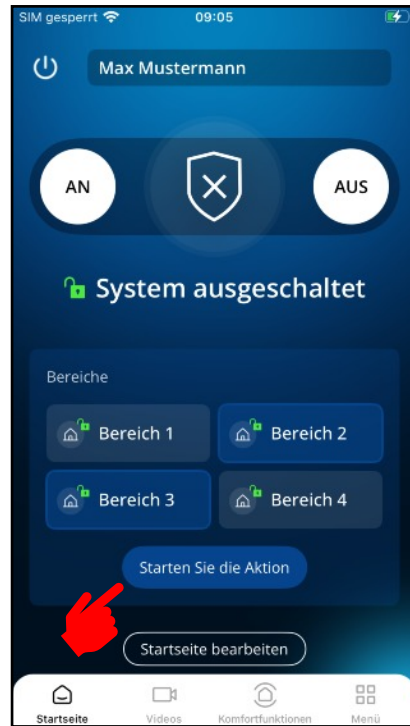 SIM gesperrt 09:05
Max Mustermann
AN AUS
System ausgeschaltet
Bereiche
Bereich 1 Bereich 2
Bereich 3 Bereich 4
Starten Sie die Aktion
Startseite bearbeiten
Startseite Videos Komfortfunktionen Menü